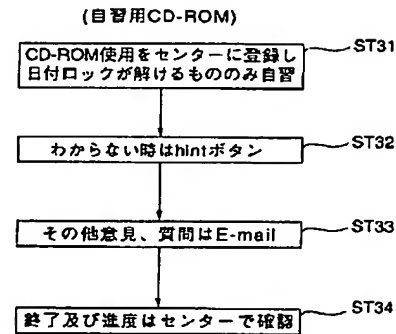 (自習用CD-ROM)
CD-ROM使用をセンターに登録し
日付ロックが解けるもののみ自習
ST31
わからない時はhintボタン
ST32
その他意見、質問はE-mail
ST33
終了及び進度はセンターで確認
ST34